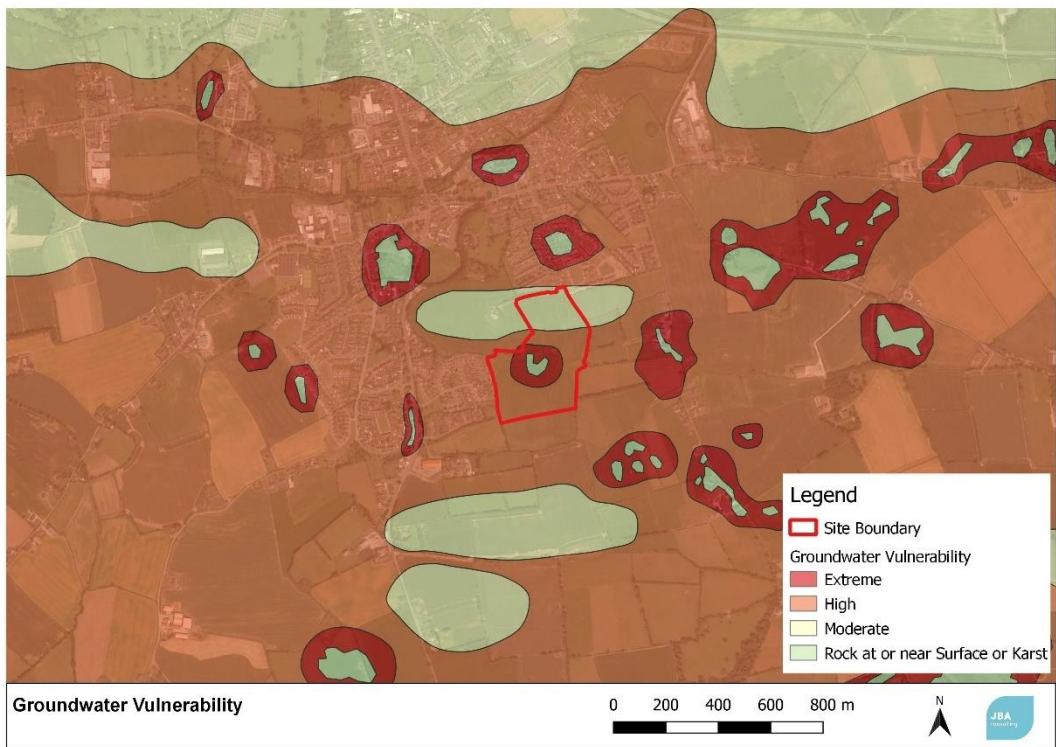 Legend
Site Boundary
Groundwater Vulnerability
Extreme
High
Moderate
Rock at or near Surface or Karst
Groundwater Vulnerability
0 200 400 600 800 m
N
JBA
consulting